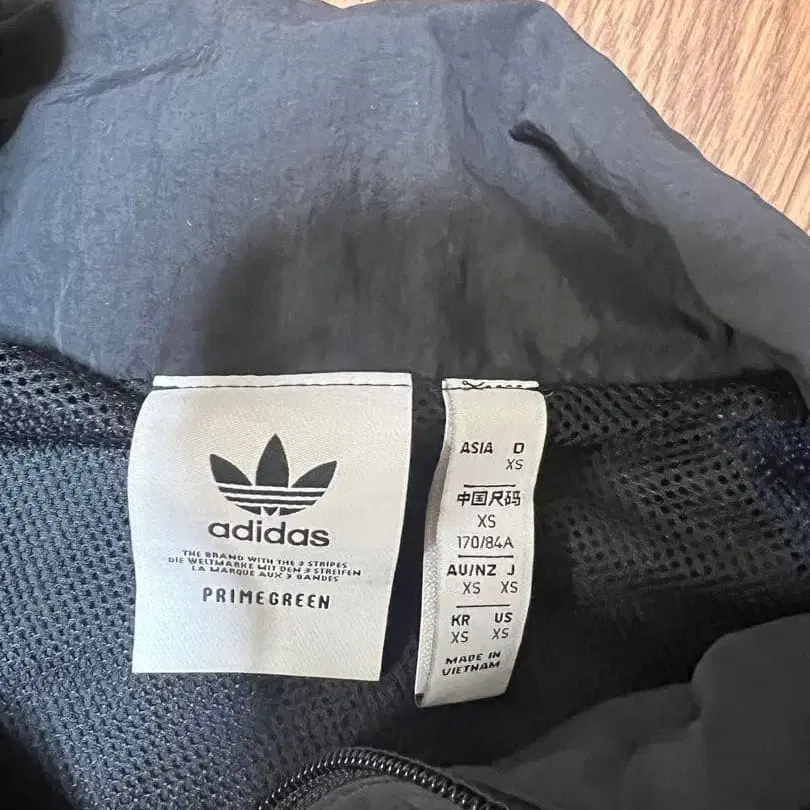 adidas
THE BRAND WITH THE 3 STRIPES
DIE WELTMARKE MIT DEN 3 STREIFEN
LA MARQUE AUX 3 BANDES
PRIMEGREEN
ASIA D
XS
中国尺码
XS
170/84A
AU/NZ J
XS XS
KR US
XS XS
MADE IN
VIETNAM